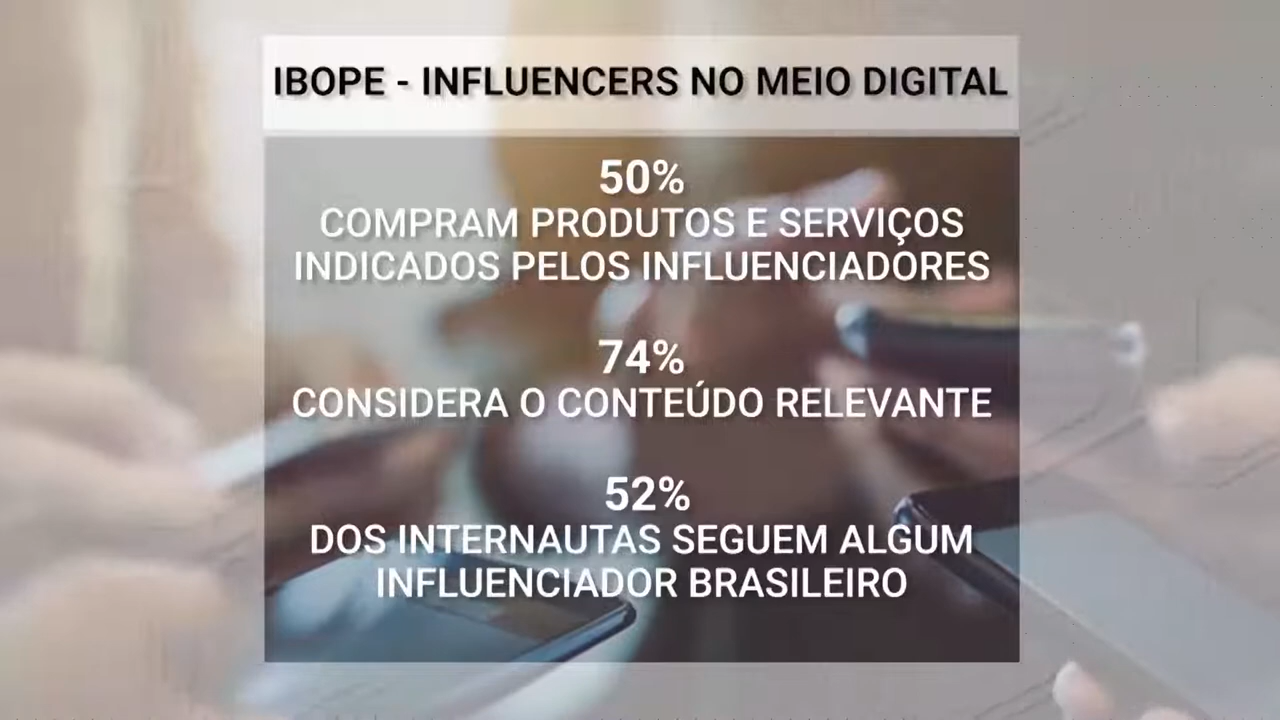 IBOPE - INFLUENCERS NO MEIO DIGITAL
50%
COMPRAM PRODUTOS E SERVIÇOS
INDICADOS PELOS INFLUENCIADORES
74%
CONSIDERA O CONTEÚDO RELEVANTE
52%
DOS INTERNAUTAS SEGUEM ALGUM
INFLUENCIADOR BRASILEIRO